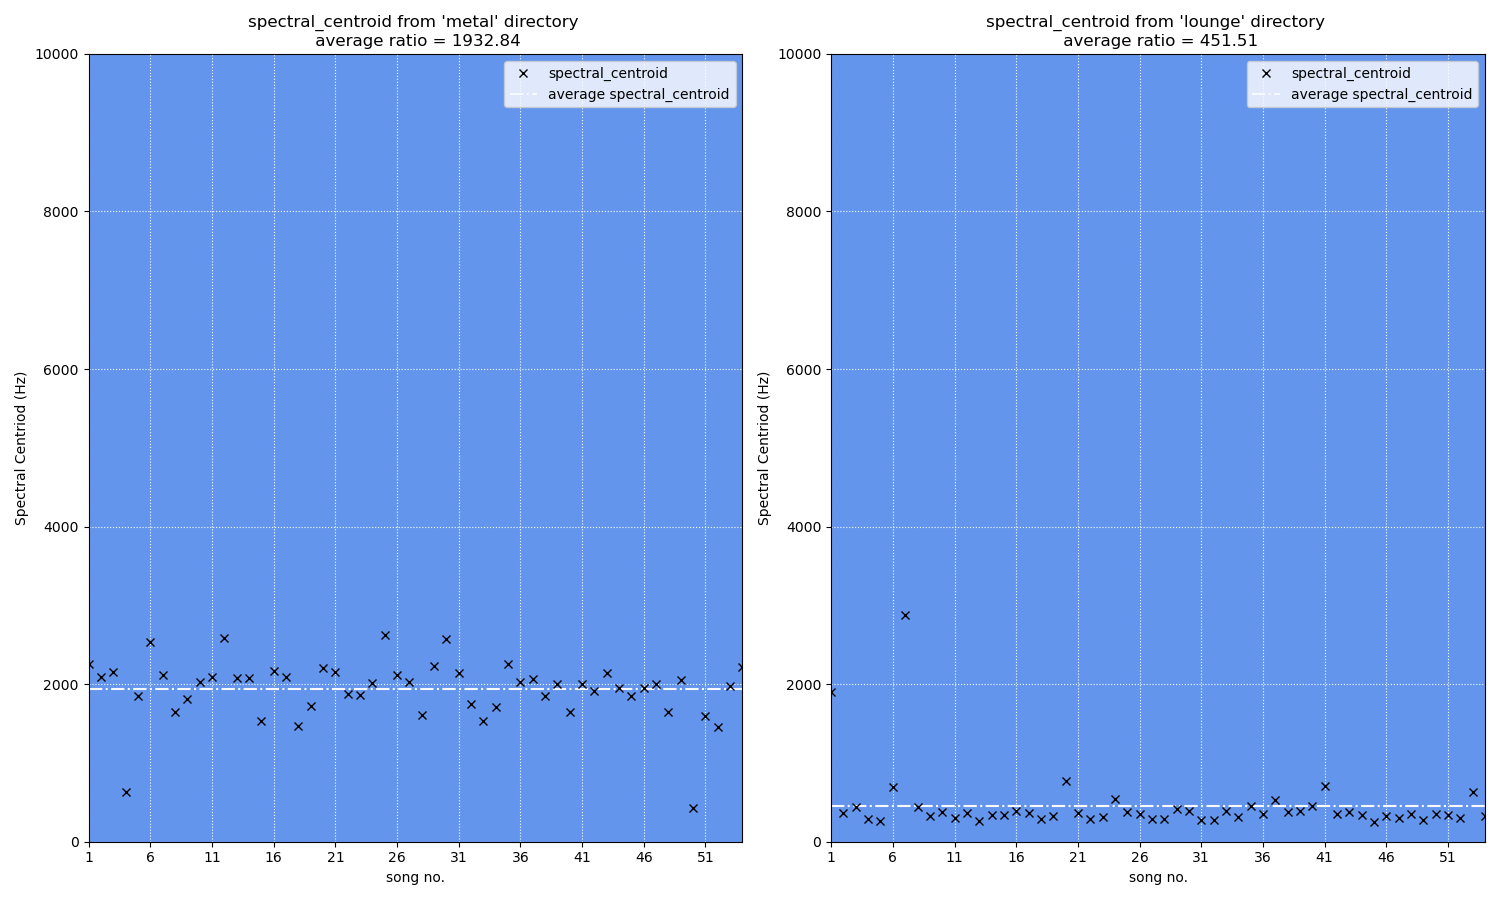 spectral_centroid from 'metal' directory
average ratio = 1932.84
10000
8000
6000
4000
2000
0
Spectral Centriod (Hz)
spectral_centroid
average spectral_centroid
1 6 11 16 21 26 31 36 41 46 51
song no.
spectral_centroid from 'lounge' directory
average ratio = 451.51
10000
8000
6000
4000
2000
0
Spectral Centriod (Hz)
spectral_centroid
average spectral_centroid
1 6 11 16 21 26 31 36 41 46 51
song no.